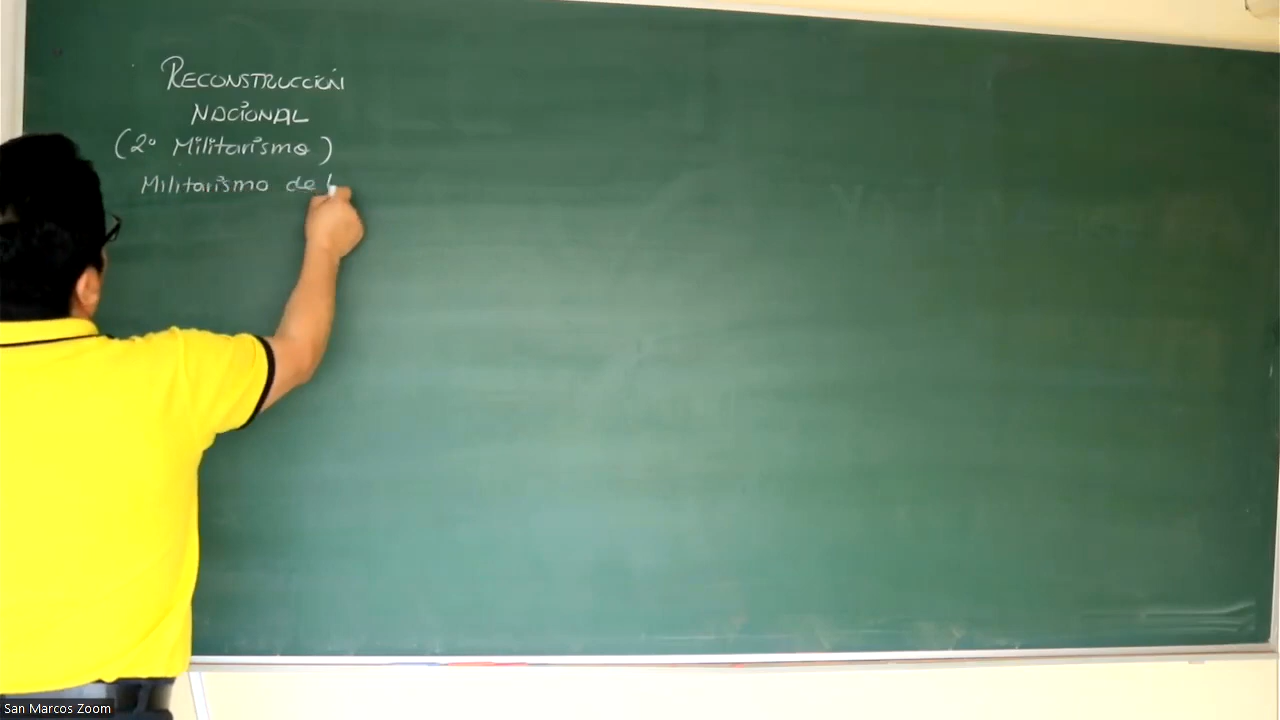 RECONSTRUCCIÓN
NACIONAL
(2° Militarismo)
Militarismo de
San Marcos Zoom